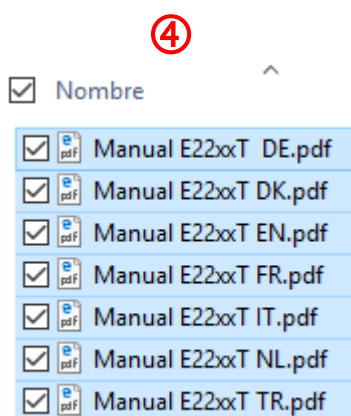 ④
Nombre
Manual E22xxT  DE.pdf
Manual E22xxT DK.pdf
Manual E22xxT EN.pdf
Manual E22xxT FR.pdf
Manual E22xxT IT.pdf
Manual E22xxT NL.pdf
Manual E22xxT TR.pdf